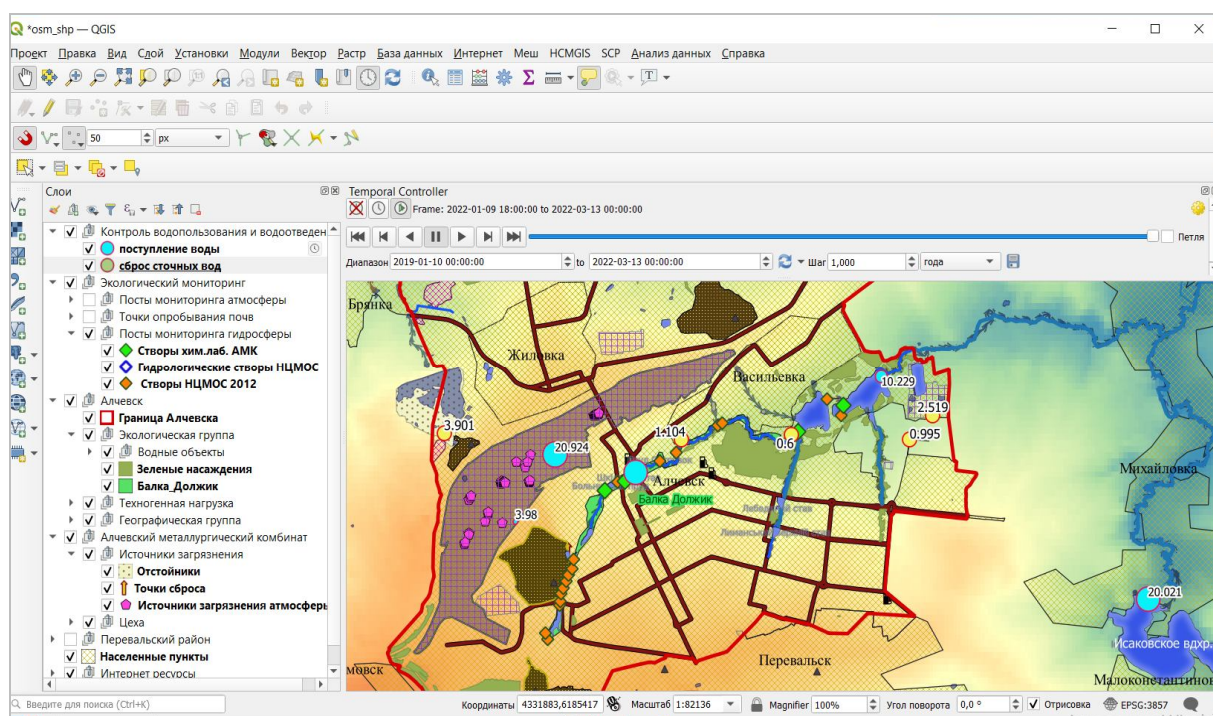 *osm_shp — QGIS
Проект Правка Вид Слой Установки Модули Вектор Растр База данных Интернет Меш HCMGIS SCP Анализ данных Справка
50 px
Слои
Контроль водопользования и водоотведен
поступление воды
сброс сточных вод
Экологический мониторинг
Посты мониторинга атмосферы
Точки опробывания почв
Посты мониторинга гидросферы
Створы хим.лаб. АМК
Гидрологические створы НЦМОС
Створы НЦМОС 2012
Алчевск
Граница Алчевска
Экологическая группа
Водные объекты
Зеленые насаждения
Балка_Должик
Техногенная нагрузка
Географическая группа
Алчевский металлургический комбинат
Источники загрязнения
Отстойники
Точки сброса
Источники загрязнения атмосферы
Цеха
Перевальский район
Населенные пункты
Интернет ресурсы
Temporal Controller
Frame: 2022-01-09 18:00:00 to 2022-03-13 00:00:00
Петля
Диапазон 2019-01-10 00:00:00 to 2022-03-13 00:00:00 Шаг 1,000 года
Брянка
Жиловка
Васильевка
10.229
2.519
3.901
1.104
0.6
0.995
20.924
Алчевск
Михайловка
Балка Должик
3.98
20.021
Исаковское вдхр.
Перевальск
мовск
Малоконстантинов
Введите для поиска (Ctrl+K)
Координаты 4331883,6185417 Масштаб 1:82136 Magnifier 100% Угол поворота 0,0 ° Отрисовка EPSG:3857